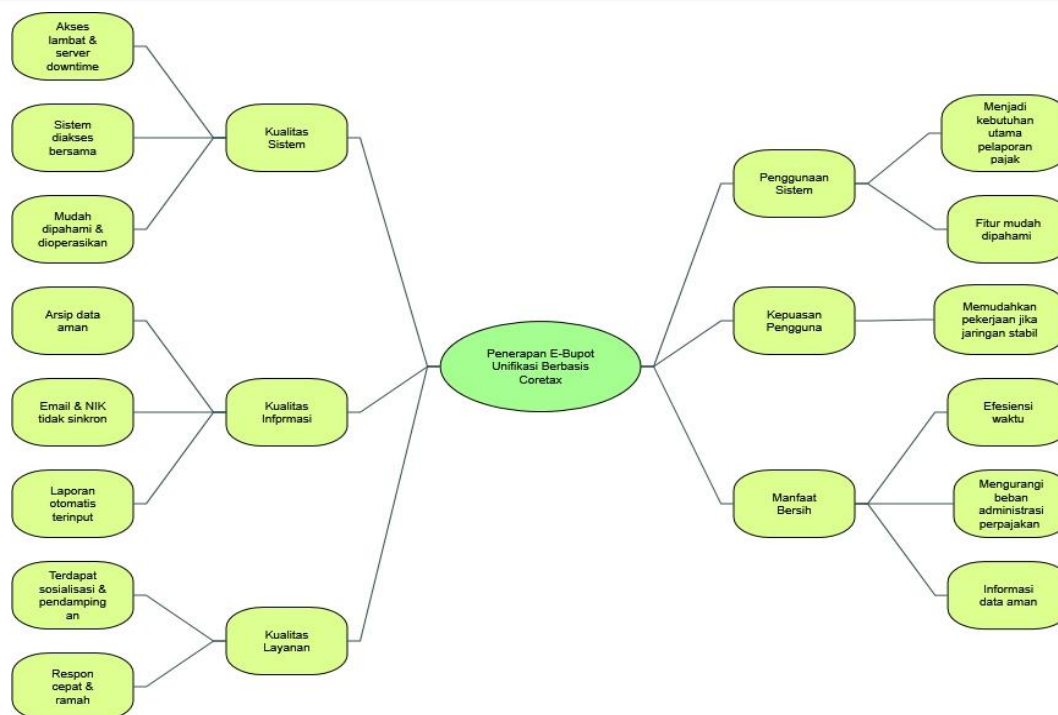 Akses
lambat &
server
downtime
Sistem
diakses
bersama
Mudah
dipahami &
dioperasikan
Kualitas
Sistem
Arsip data
aman
Email & NIK
tidak sinkron
Laporan
otomatis
terinput
Kualitas
Infprmasi
Terdapat
sosialisasi &
pendamping
an
Respon
cepat &
ramah
Kualitas
Layanan
Penerapan E-Bupot
Unifikasi Berbasis
Coretax
Penggunaan
Sistem
Menjadi
kebutuhan
utama
pelaporan
pajak
Fitur mudah
dipahami
Kepuasan
Pengguna
Memudahkan
pekerjaan jika
jaringan stabil
Manfaat
Bersih
Efesiensi
waktu
Mengurangi
beban
administrasi
perpajakan
Informasi
data aman